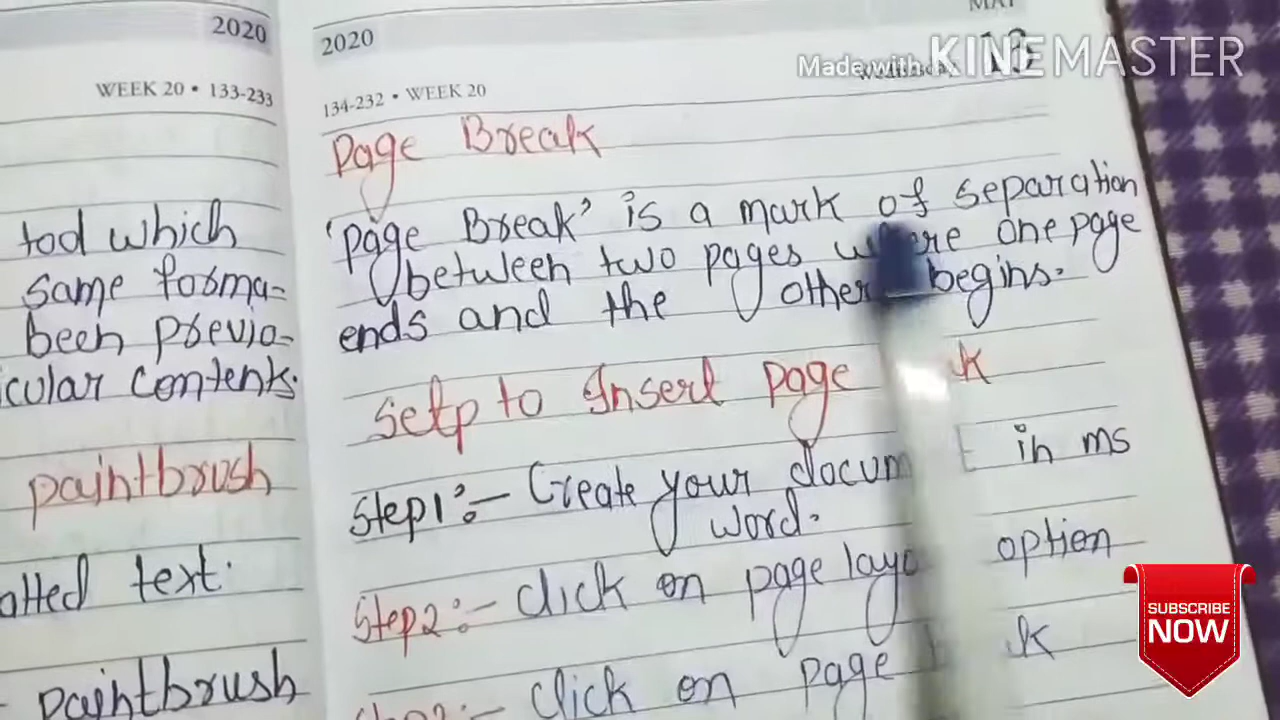 2020
tool which
same forma-
been previo-
cular contents.
paintbrush
atted text.
paintbrush
WEEK 20 • 133-233
2020
134-232 • WEEK 20
MAY
13
Made with KINEMASTER
Page Break
'page Break' is a mark of separation
between two pages where one page
ends and the other begins.
Setp to Insert page
Step1:- Create your docum in ms
word.
Step2:- click on page layo option
click on page
SUBSCRIBE
NOW